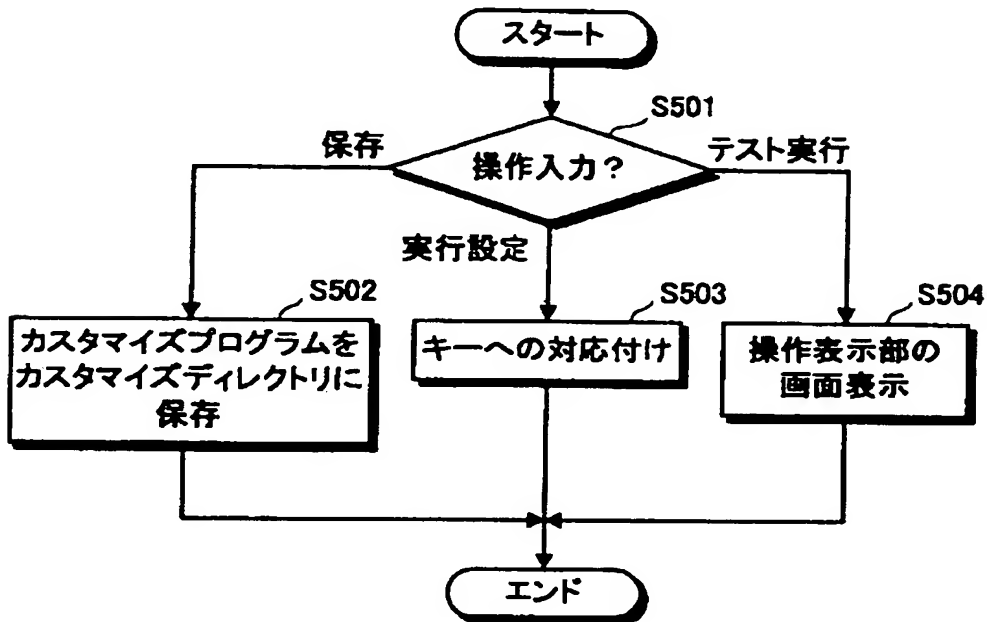 スタート
S501
保存
操作入力？
テスト実行
実行設定
S502
カスタマイズプログラムを
カスタマイズディレクトリに
保存
S503
キーへの対応付け
S504
操作表示部の
画面表示
エンド